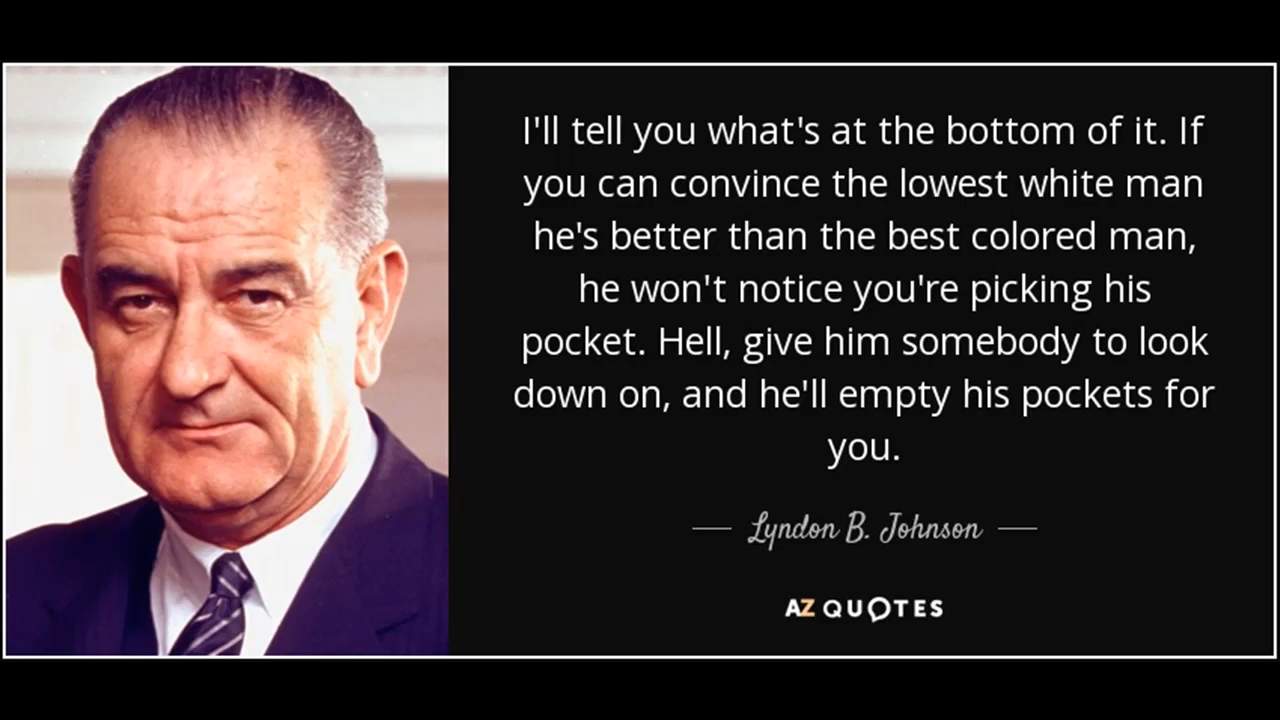 I'll tell you what's at the bottom of it. If
you can convince the lowest white man
he's better than the best colored man,
he won't notice you're picking his
pocket. Hell, give him somebody to look
down on, and he'll empty his pockets for
you.
Lyndon B. Johnson
AZ QUOTES